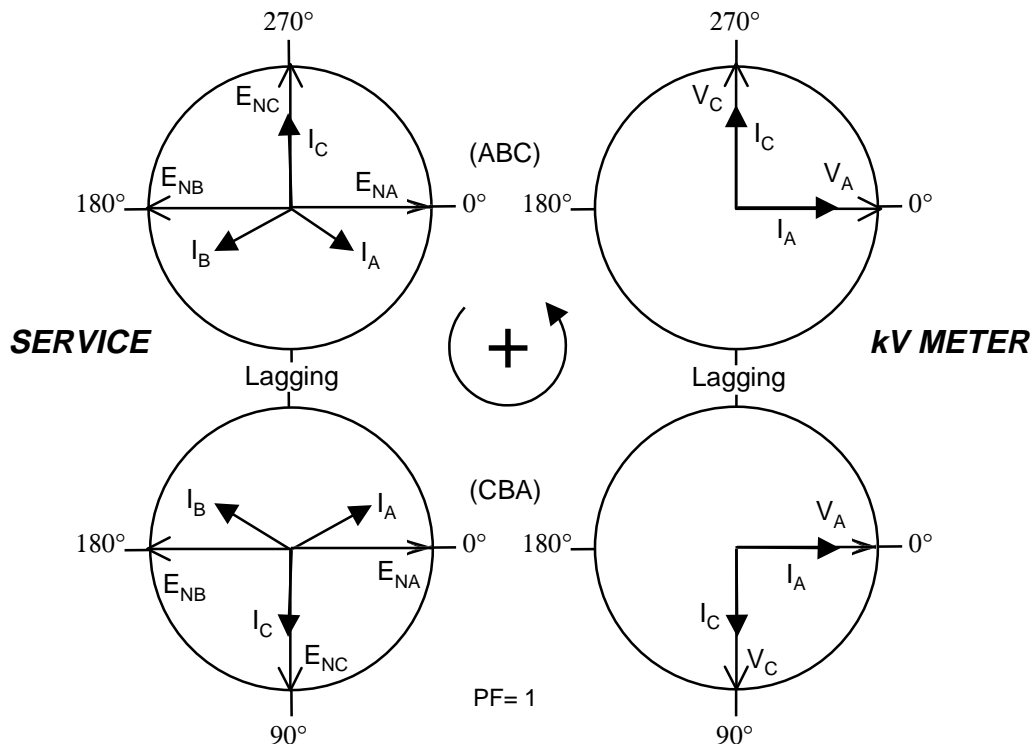 270° 270°
E_NC V_C
I_C I_C
(ABC)
E_NB E_NA V_A
180° 0° 180° 0°
I_B I_A I_A
SERVICE + kV METER
Lagging Lagging
(CBA)
I_B I_A V_A
180° 0° 180° 0°
E_NB E_NA I_A
I_C I_C
E_NC V_C
PF= 1
90° 90°